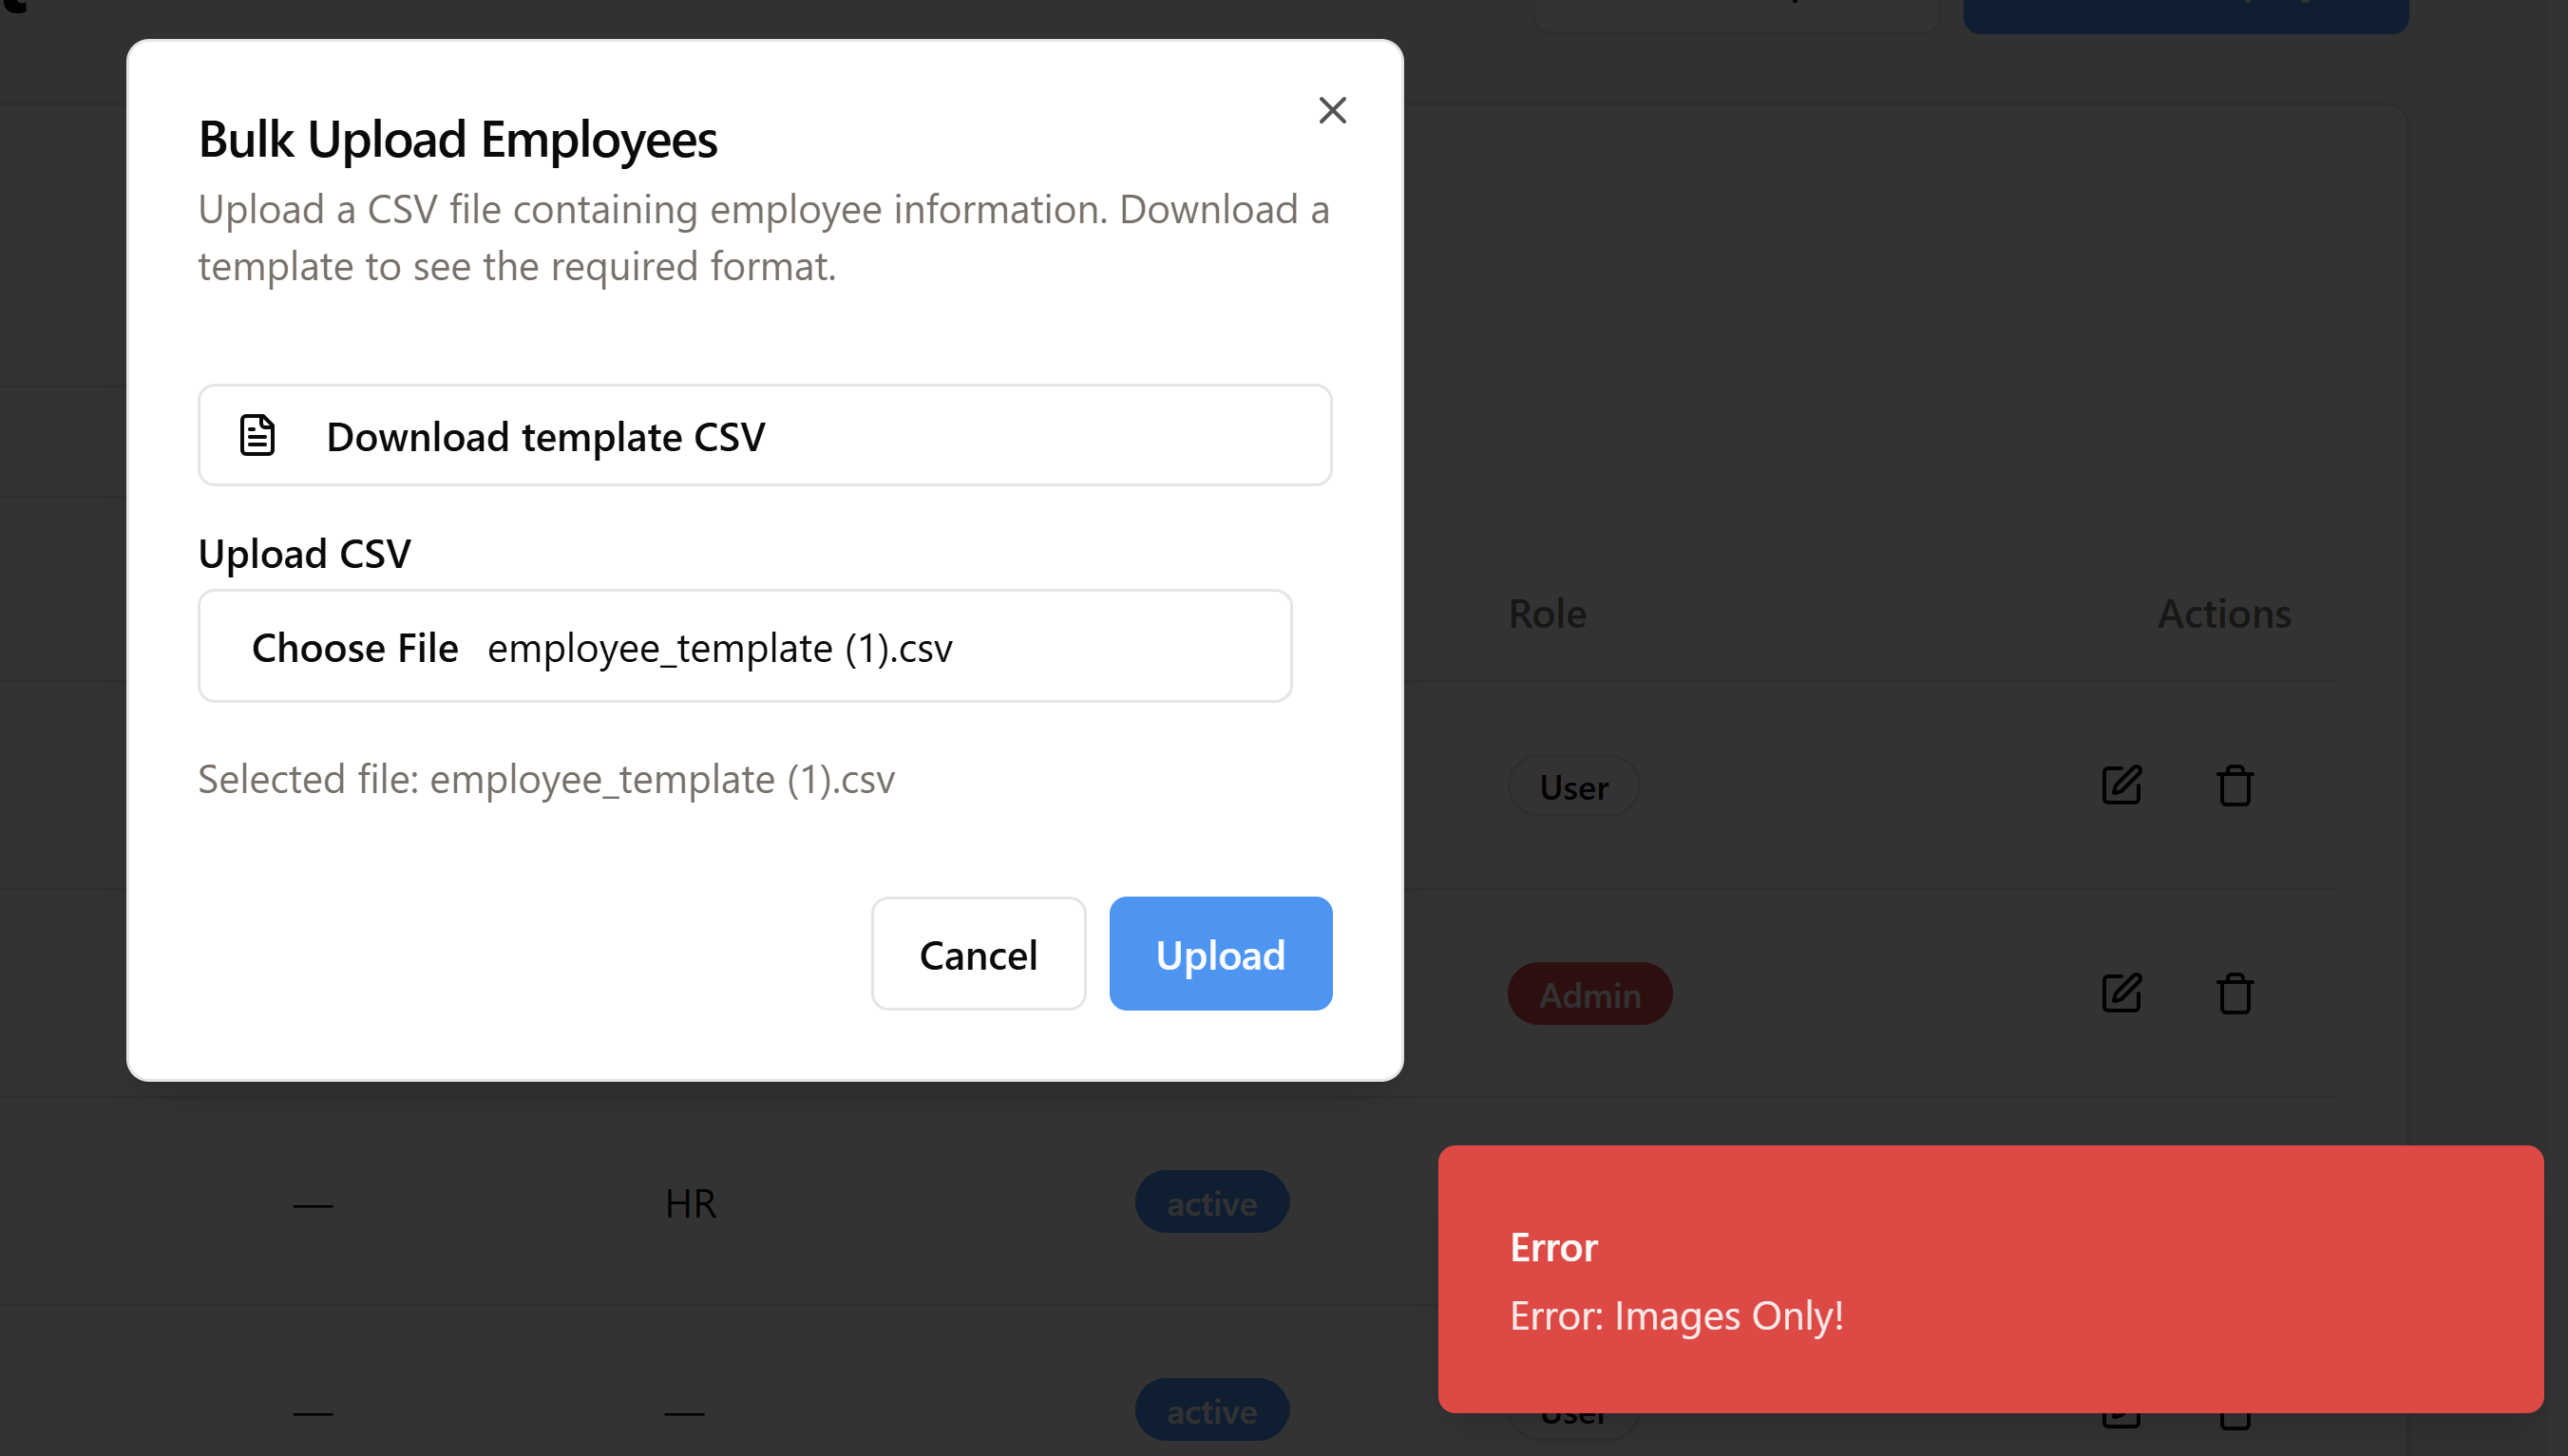 Bulk Upload Employees
Upload a CSV file containing employee information. Download a
template to see the required format.
Download template CSV
Upload CSV
Choose File employee_template (1).csv
Selected file: employee_template (1).csv
Cancel
Upload
Role
Actions
User
Admin
—
HR
active
Error
Error: Images Only!
—
—
active
User